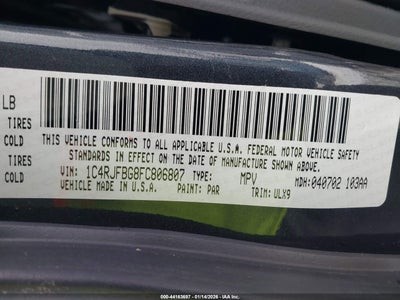 LB
TIRES
COLD
TIRES
COLD
THIS VEHICLE CONFORMS TO ALL APPLICABLE U.S.A. FEDERAL MOTOR VEHICLE SAFETY
STANDARDS IN EFFECT ON THE DATE OF MANUFACTURE SHOWN ABOVE.
VIN: 1C4RJFBG8FC806807 TYPE: MPV MDH: 040702 103AA
VEHICLE MADE IN U.S.A. PAINT: PAR TRIM: ULX9
000-44163687 - 01/14/2026 - IAA Inc.